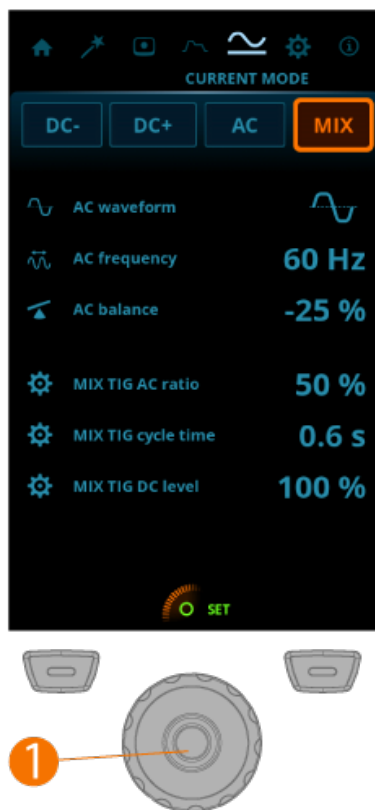 CURRENT MODE
DC- DC+ AC MIX
AC waveform
AC frequency 60 Hz
AC balance -25 %
MIX TIG AC ratio 50 %
MIX TIG cycle time 0.6 s
MIX TIG DC level 100 %
SET
1